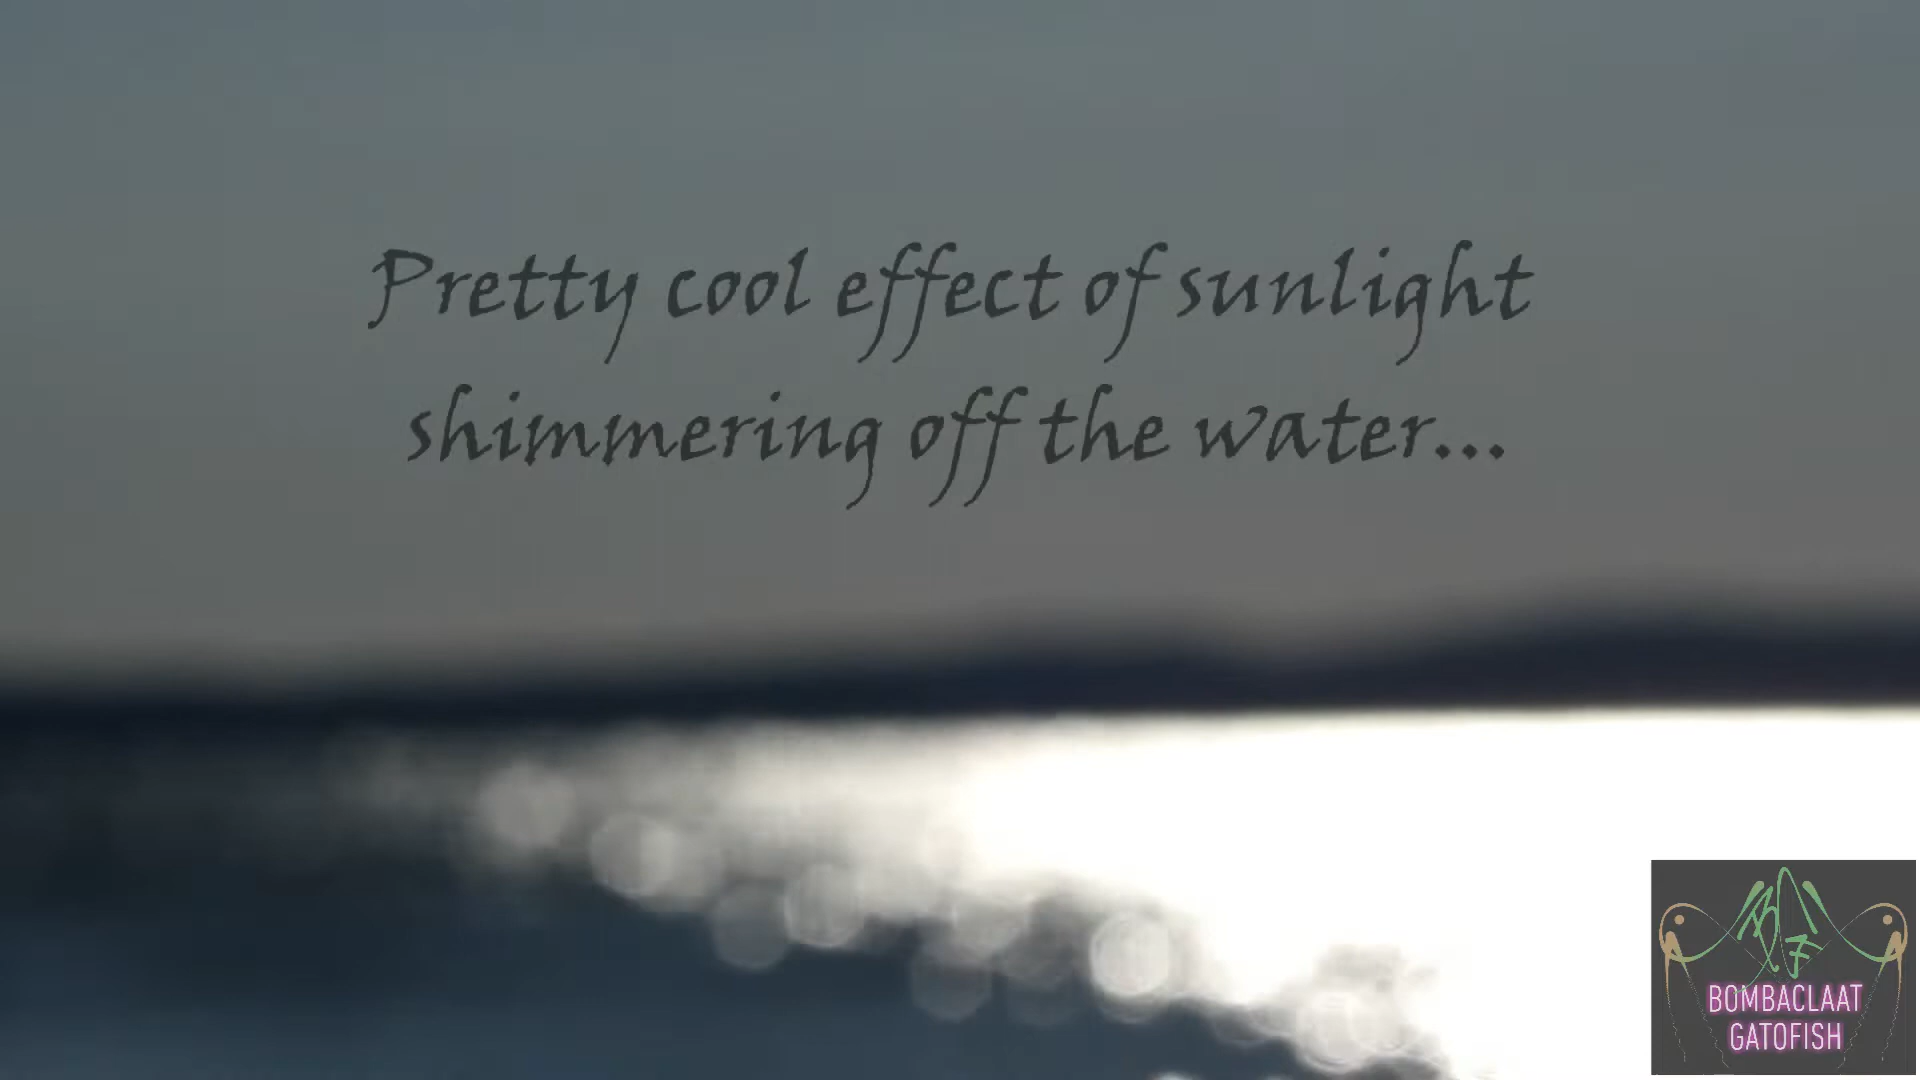 Pretty cool effect of sunlight
shimmering off the water...
BOMBACLAAT
GATOFISH